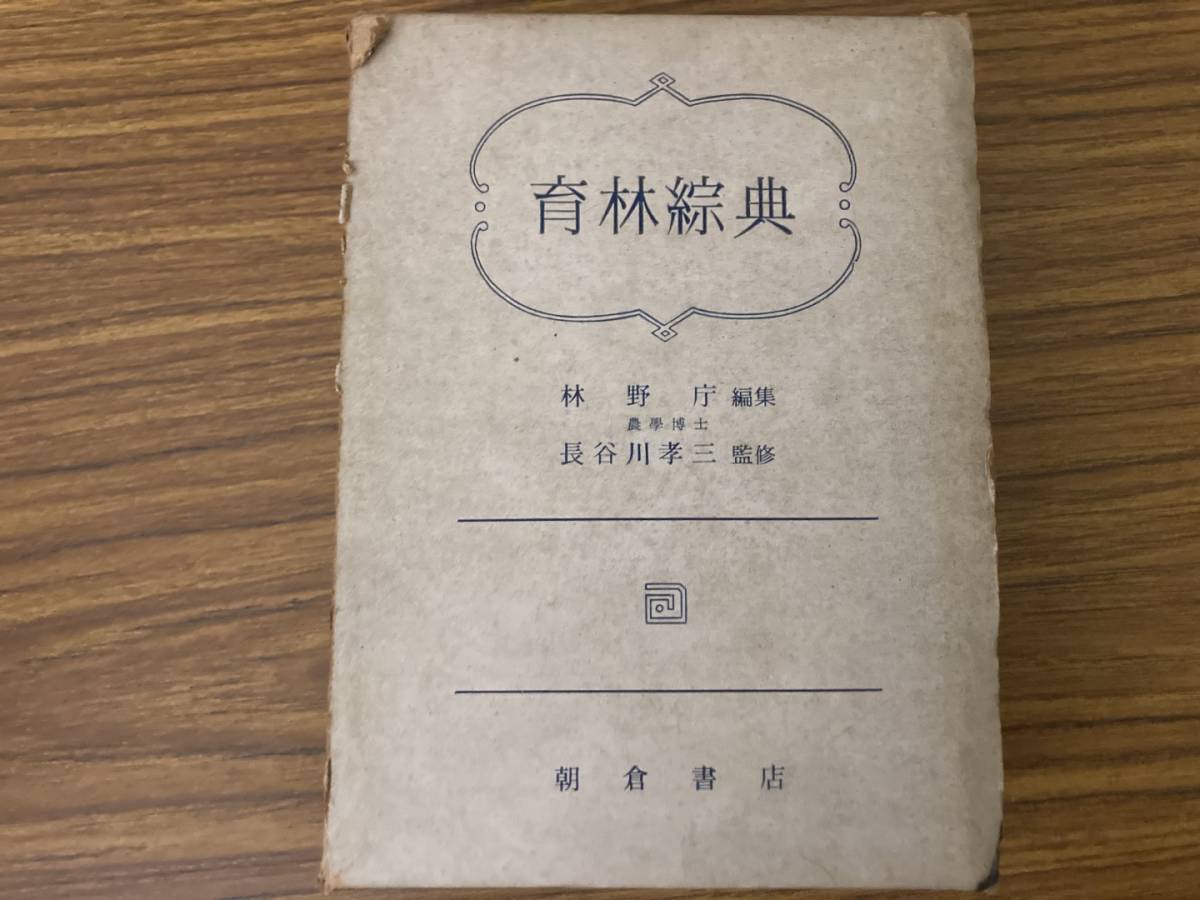 育林綜典
林野庁 編集
農學博士
長谷川孝三 監修
朝倉書店